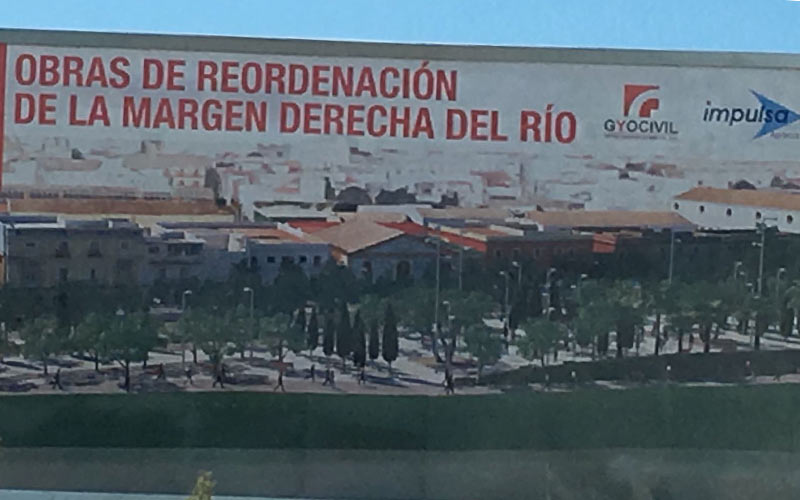 OBRAS DE REORDENACIÓN
DE LA MARGEN DERECHA DEL RÍO
GYOCIVIL
impulsa